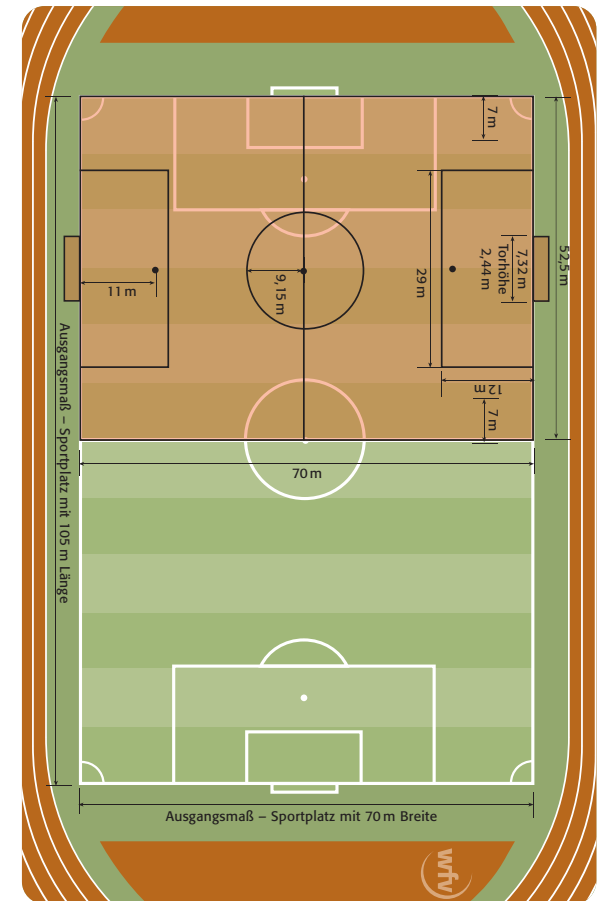 7 m
52,5 m
7,32 m
Torhöhe
2,44 m
29 m
9,15 m
11 m
12 m
7 m
70 m
Ausgangsmaß – Sportplatz mit 105 m Länge
Ausgangsmaß – Sportplatz mit 70 m Breite
wfv